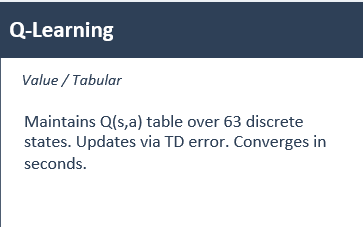 Q-Learning
Value / Tabular
Maintains Q(s,a) table over 63 discrete
states. Updates via TD error. Converges in
seconds.